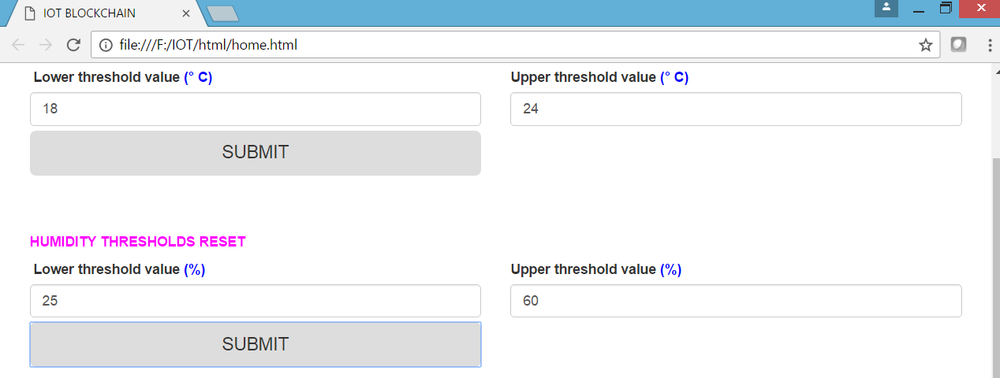 IOT BLOCKCHAIN
file:///F:/IOT/html/home.html
Lower threshold value (° C) Upper threshold value (° C)
18 24
SUBMIT
HUMIDITY THRESHOLDS RESET
Lower threshold value (%) Upper threshold value (%)
25 60
SUBMIT